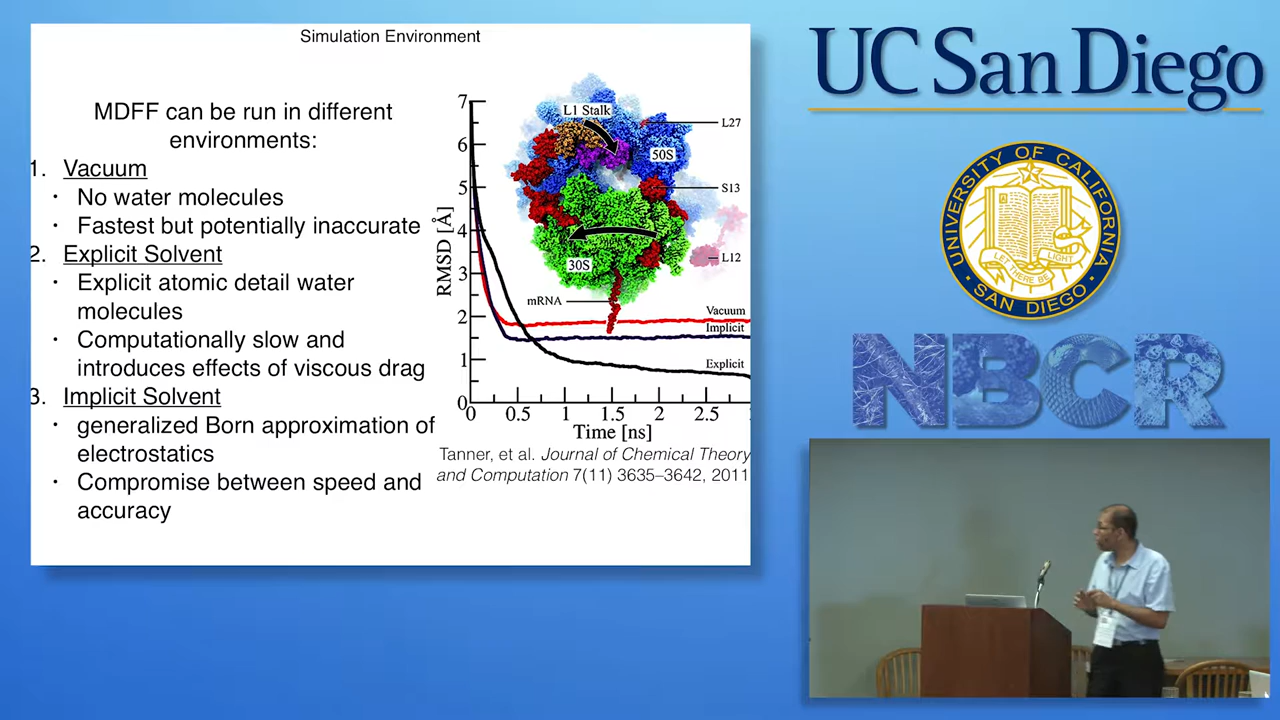 Simulation Environment
MDFF can be run in different
environments:
1. Vacuum
· No water molecules
· Fastest but potentially inaccurate
2. Explicit Solvent
· Explicit atomic detail water
molecules
· Computationally slow and
introduces effects of viscous drag
3. Implicit Solvent
· generalized Born approximation of
electrostatics
· Compromise between speed and
accuracy
7
6
5
4
3
2
1
0
RMSD [Å]
0 0.5 1 1.5 2 2.5
Time [ns]
L1 Stalk
L27
50S
S13
L12
30S
mRNA
Vacuum
Implicit
Explicit
Tanner, et al. Journal of Chemical Theory
and Computation 7(11) 3635–3642, 2011
UC San Diego
UNIVERSITY OF CALIFORNIA
LET THERE BE LIGHT
SAN DIEGO
NBCR